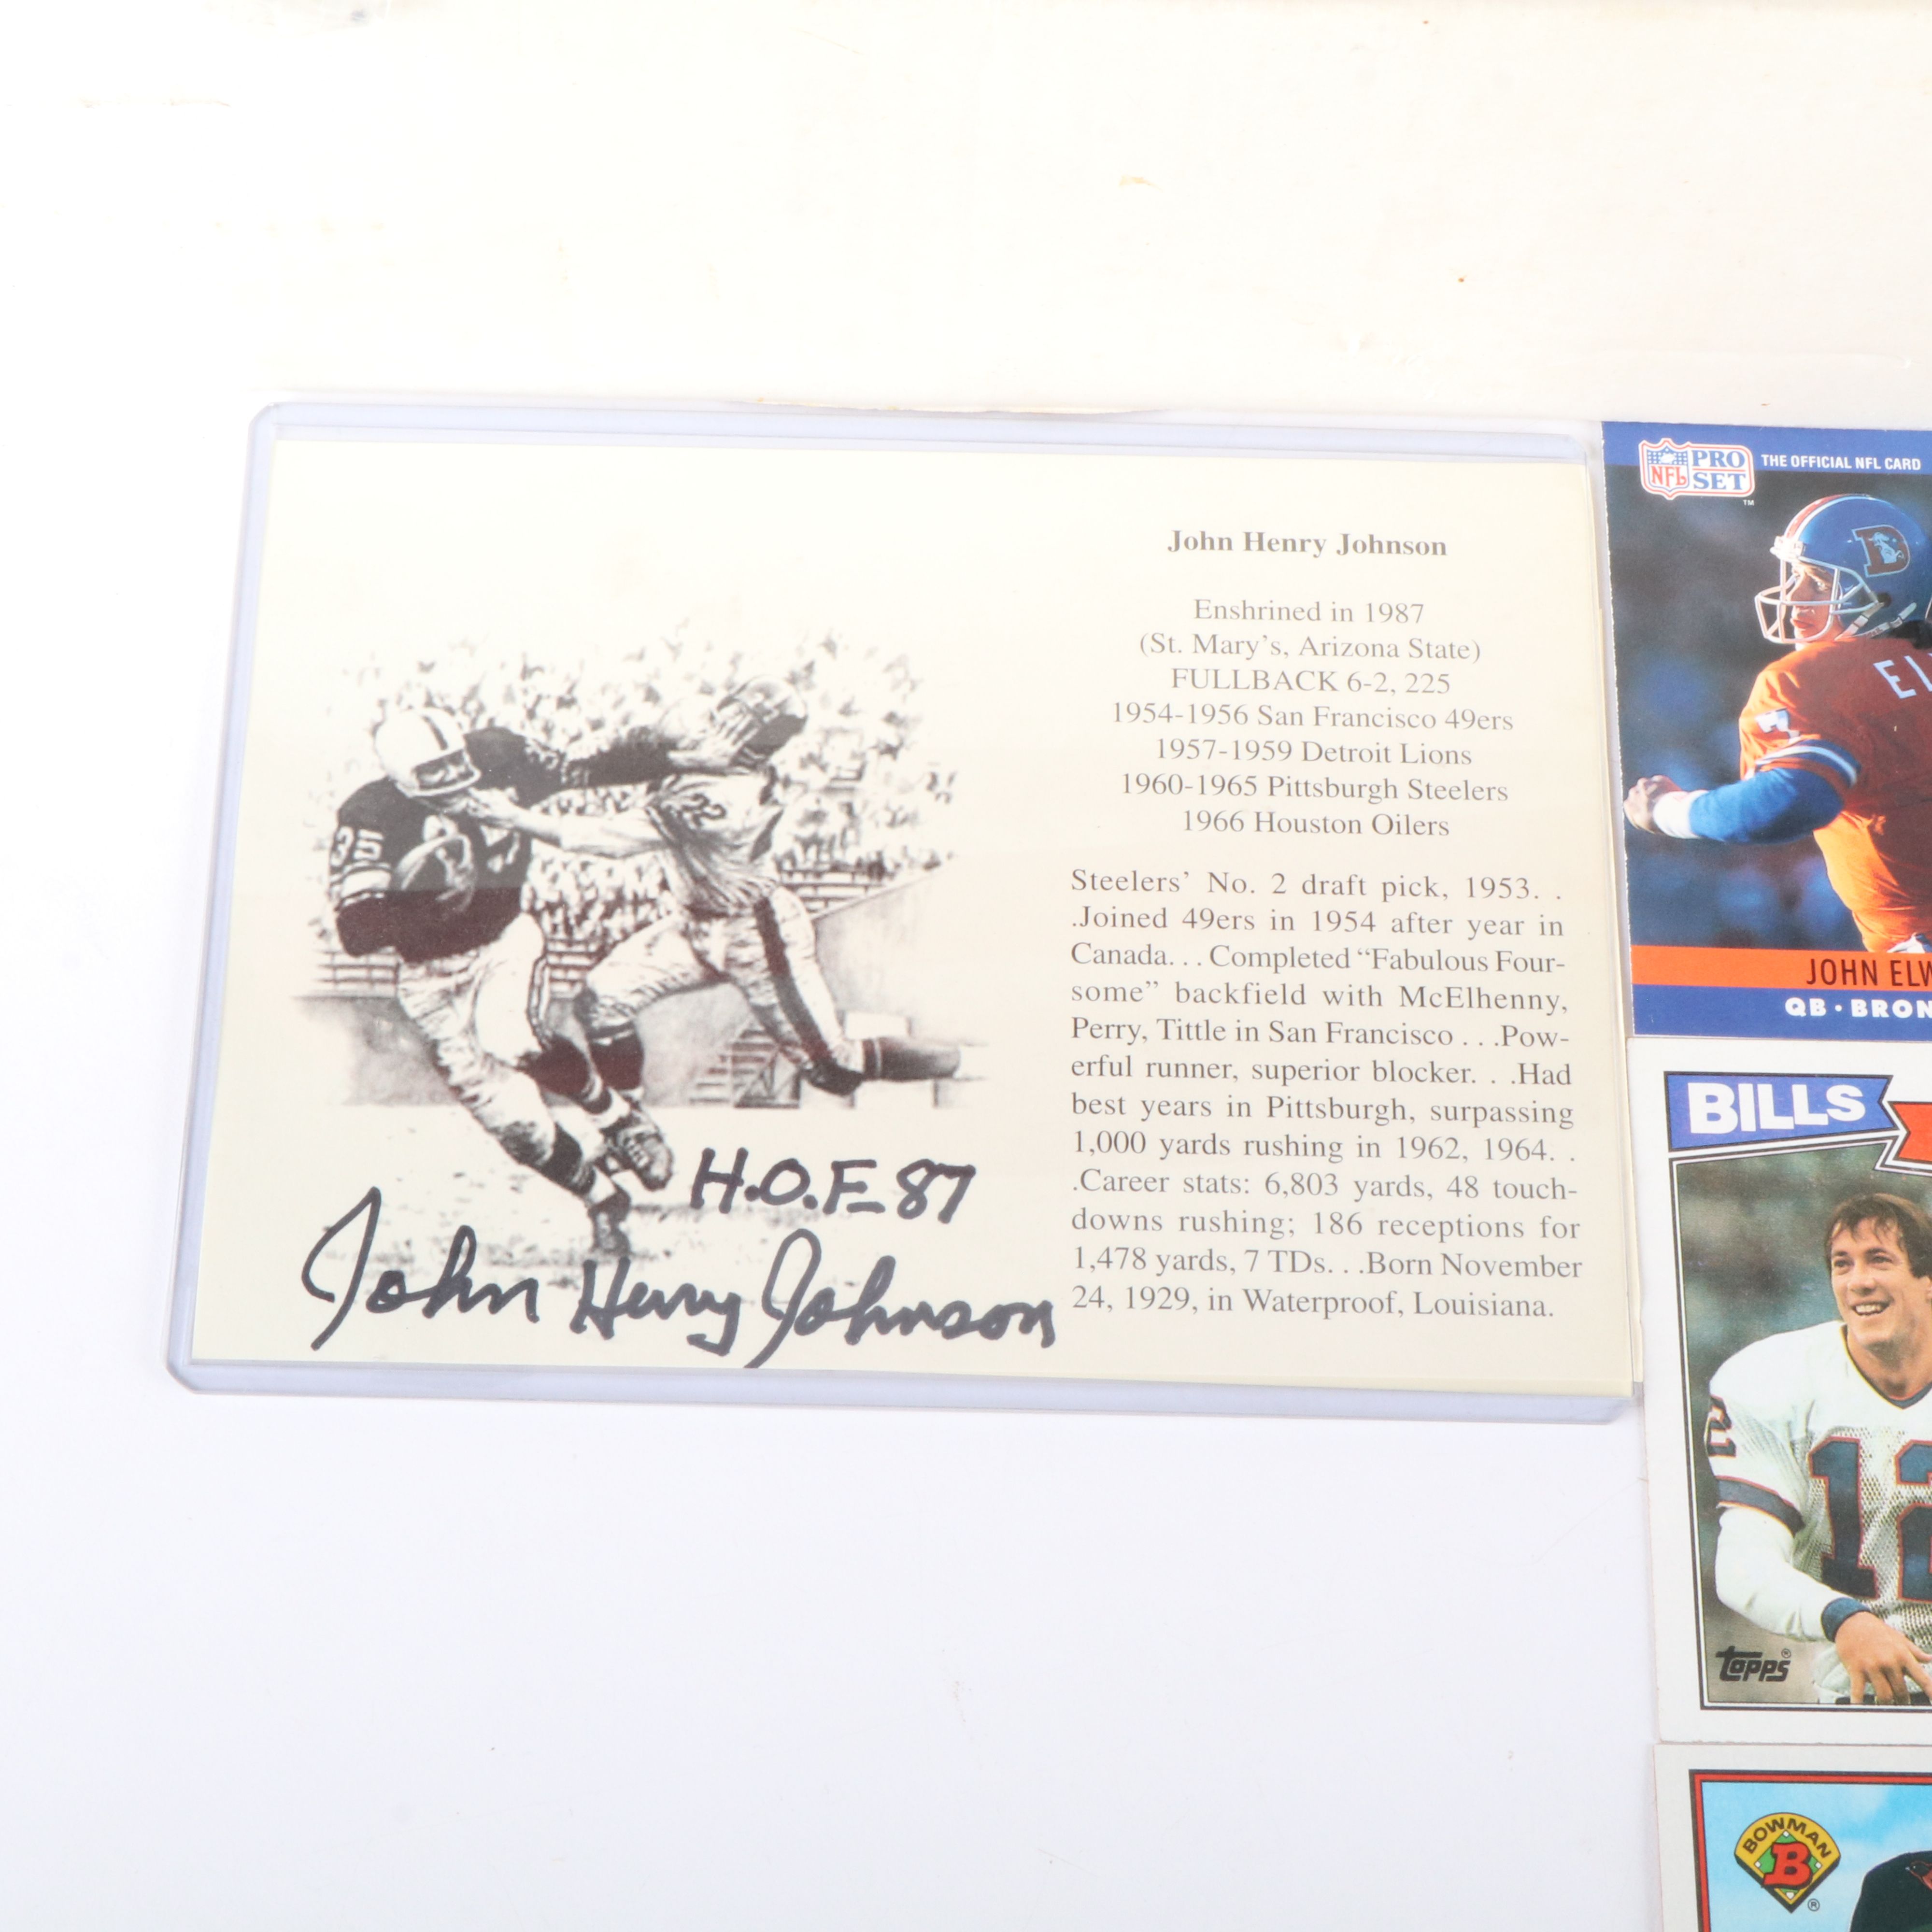 John Henry Johnson
Enshrined in 1987
(St. Mary's, Arizona State)
FULLBACK 6-2, 225
1954-1956 San Francisco 49ers
1957-1959 Detroit Lions
1960-1965 Pittsburgh Steelers
1966 Houston Oilers
Steelers' No. 2 draft pick, 1953. .
.Joined 49ers in 1954 after year in
Canada. . . Completed “Fabulous Four-
some” backfield with McElhenny,
Perry, Tittle in San Francisco . . .Pow-
erful runner, superior blocker. . .Had
best years in Pittsburgh, surpassing
1,000 yards rushing in 1962, 1964. .
.Career stats: 6,803 yards, 48 touch-
downs rushing; 186 receptions for
1,478 yards, 7 TDs. . .Born November
24, 1929, in Waterproof, Louisiana.
35
22
H.O.F. 87
John Henry Johnson
NFL PRO SET TM THE OFFICIAL NFL CARD
D
7
JOHN
QB • 
BILLS
12
12
topps®
BOWMAN
B
®